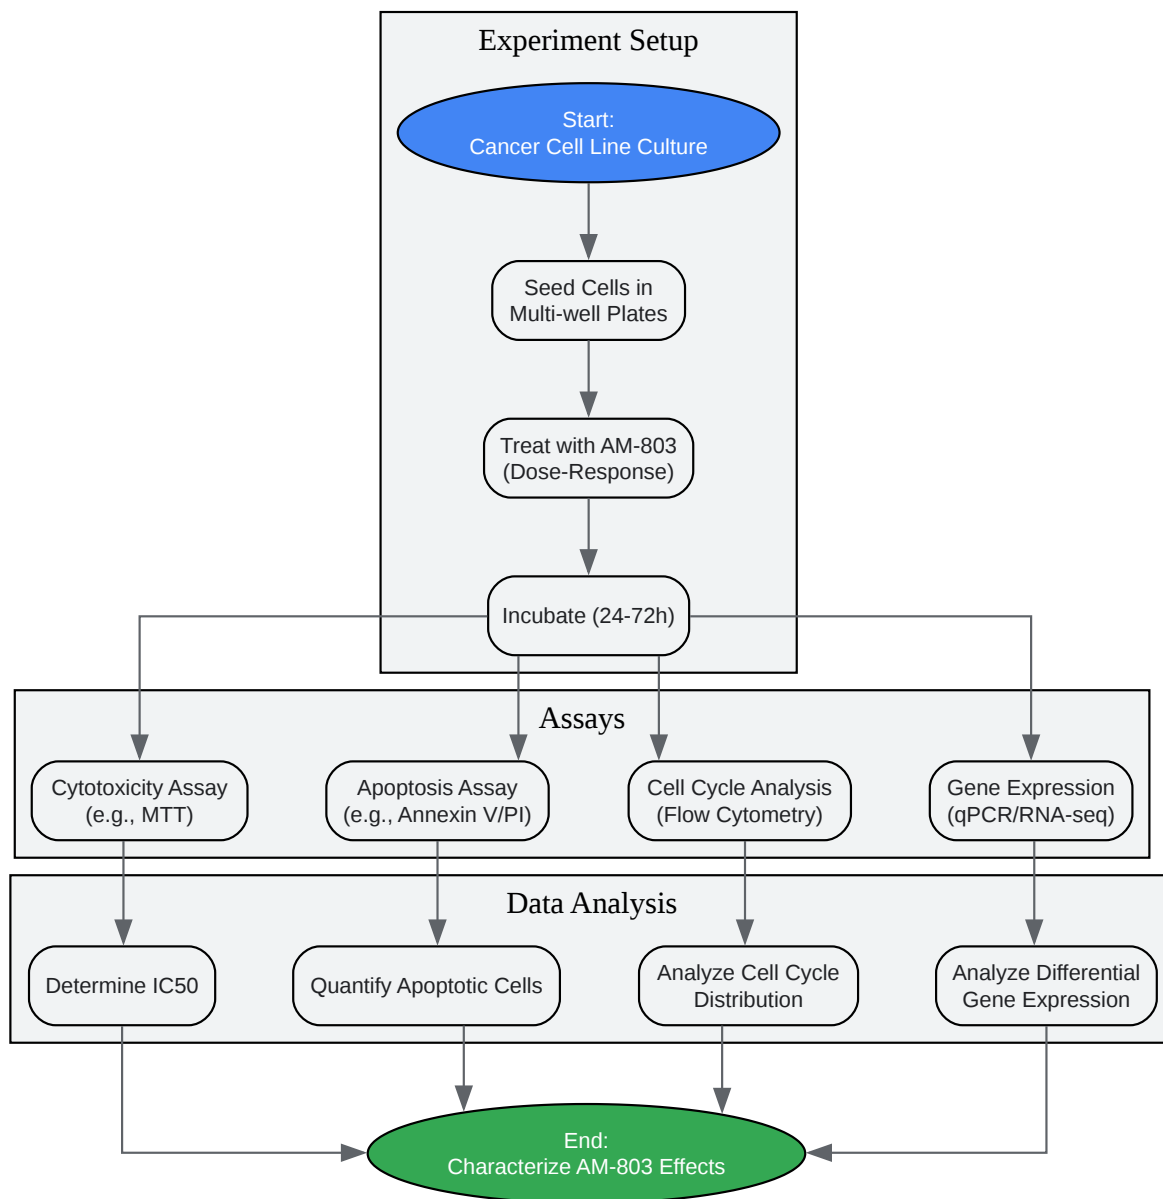 Experiment Setup
Start:
Cancer Cell Line Culture
Seed Cells in
Multi-well Plates
Treat with AM-803
(Dose-Response)
Incubate (24-72h)
Assays
Cytotoxicity Assay
(e.g., MTT)
Apoptosis Assay
(e.g., Annexin V/PI)
Cell Cycle Analysis
(Flow Cytometry)
Gene Expression
(qPCR/RNA-seq)
Data Analysis
Determine IC50
Quantify Apoptotic Cells
Analyze Cell Cycle
Distribution
Analyze Differential
Gene Expression
End:
Characterize AM-803 Effects